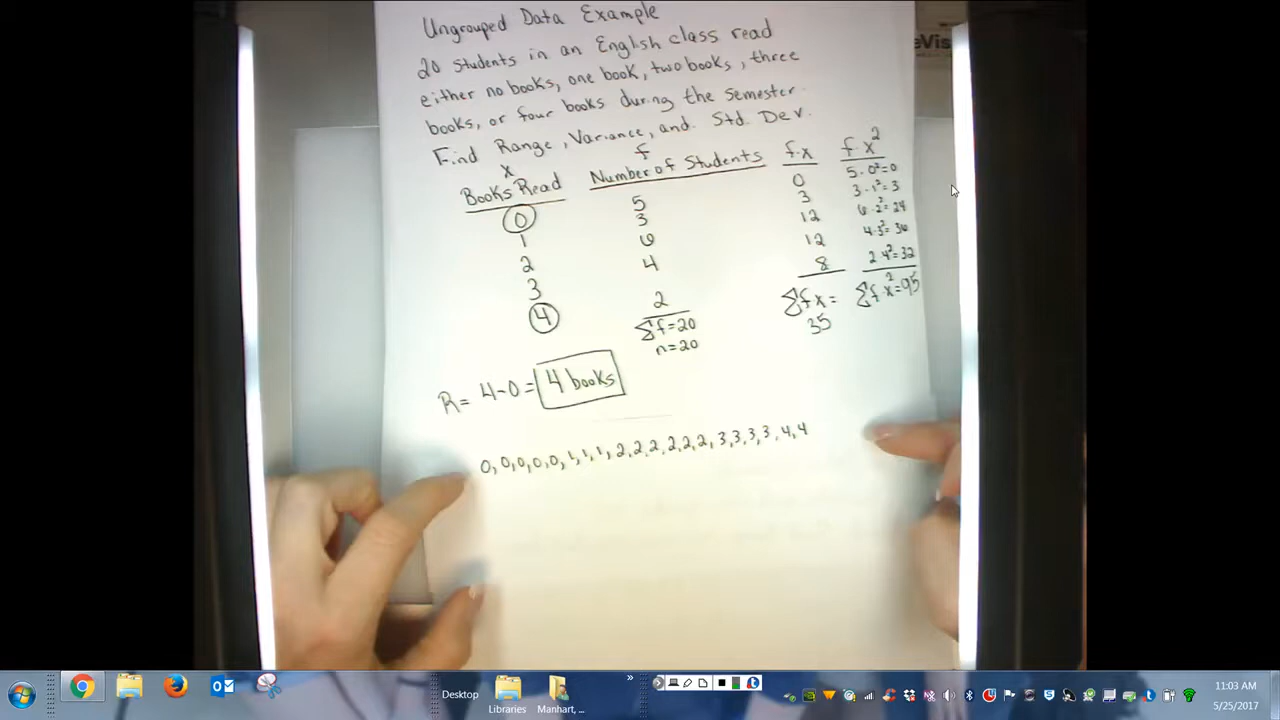 Ungrouped Data Example
20 students in an English class read
either no books, one book, two books, three
books, or four books during the semester.
Find Range, Variance, and Std. Dev.
x f f·x f·x²
Books Read Number of Students
0 5 0 5·0²=0
1 3 3 3·1²=3
2 6 12 6·2²=24
3 4 12 4·3²=36
4 2 8 2·4²=32
Σf=20 Σfx= 35 Σf·x²=95
n=20
R= 4-0= 4 books
0,0,0,0,0,1,1,1,2,2,2,2,2,2,3,3,3,3,4,4
Desktop
Libraries
Manhart, ...
11:03 AM
5/25/2017